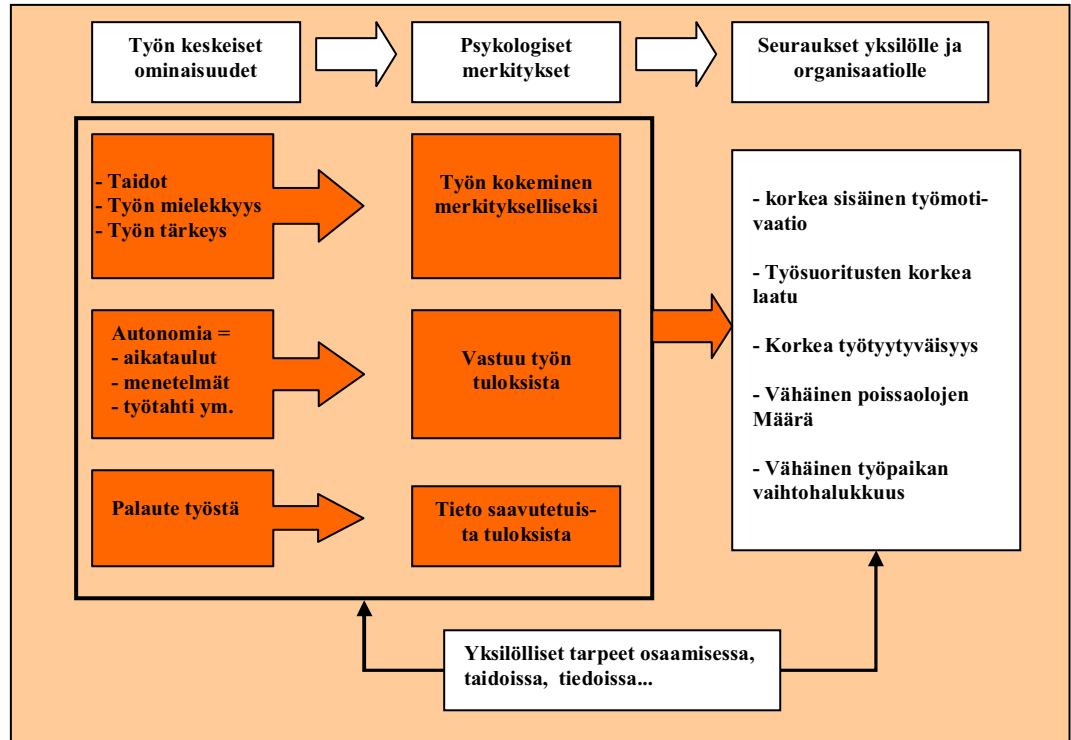 Työn keskeiset
ominaisuudet
Psykologiset
merkitykset
Seuraukset yksilölle ja
organisaatiolle
- Taidot
- Työn mielekkyys
- Työn tärkeys
Työn kokeminen
merkitykselliseksi
Autonomia =
- aikataulut
- menetelmät
- työtahti ym.
Vastuu työn
tuloksista
Palaute työstä
Tieto saavutetuis-
ta tuloksista
- korkea sisäinen työmoti-
vaatio
- Työsuoritusten korkea
laatu
- Korkea työtyytyväisyys
- Vähäinen poissaolojen
Määrä
- Vähäinen työpaikan
vaihtohalukkuus
Yksilölliset tarpeet osaamisessa,
taidoissa, tiedoissa...